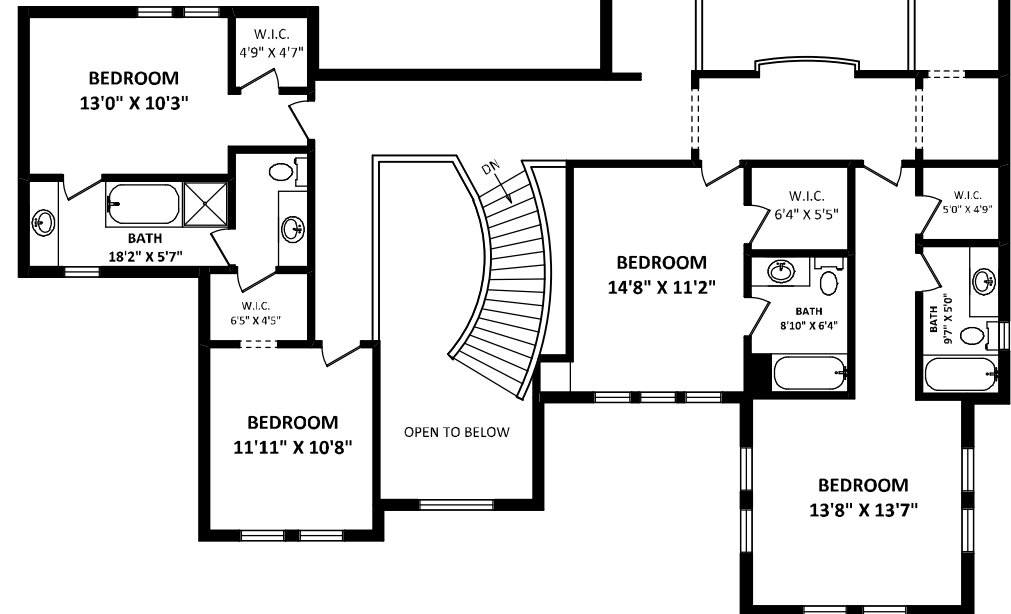 W.I.C.
4'9" X 4'7"
BEDROOM
13'0" X 10'3"
DN
BATH
18'2" X 5'7"
W.I.C.
6'4" X 5'5"
W.I.C.
5'0" X 4'9"
BEDROOM
14'8" X 11'2"
W.I.C.
6'5" X 4'5"
BATH
8'10" X 6'4"
BATH
9'7" X 5'0"
BEDROOM
11'11" X 10'8"
OPEN TO BELOW
BEDROOM
13'8" X 13'7"